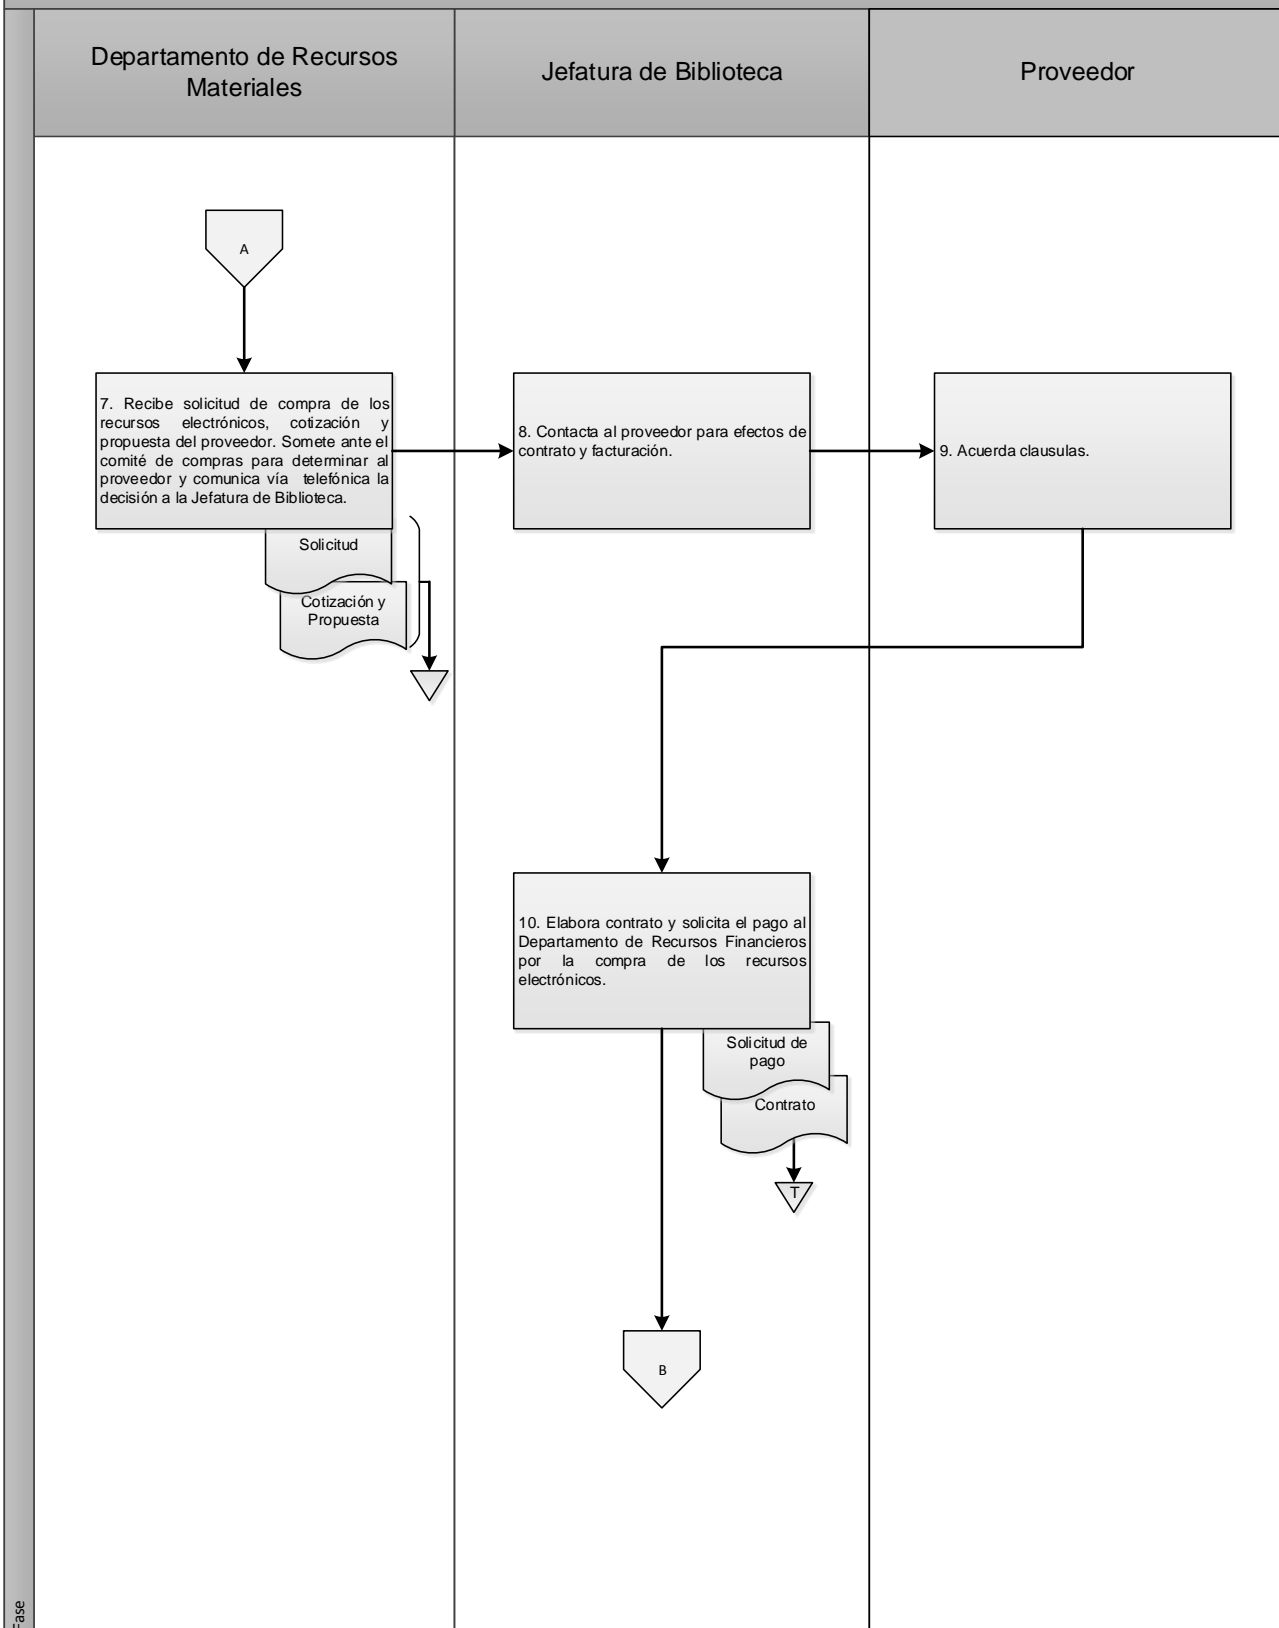 Departamento de Recursos
Materiales
Jefatura de Biblioteca
Proveedor
A
7. Recibe solicitud de compra de los
recursos electrónicos, cotización y
propuesta del proveedor. Somete ante el
comité de compras para determinar al
proveedor y comunica vía telefónica la
decisión a la Jefatura de Biblioteca.
Solicitud
Cotización y
Propuesta
8. Contacta al proveedor para efectos de
contrato y facturación.
9. Acuerda clausulas.
10. Elabora contrato y solicita el pago al
Departamento de Recursos Financieros
por la compra de los recursos
electrónicos.
Solicitud de
pago
Contrato
T
B
Fase